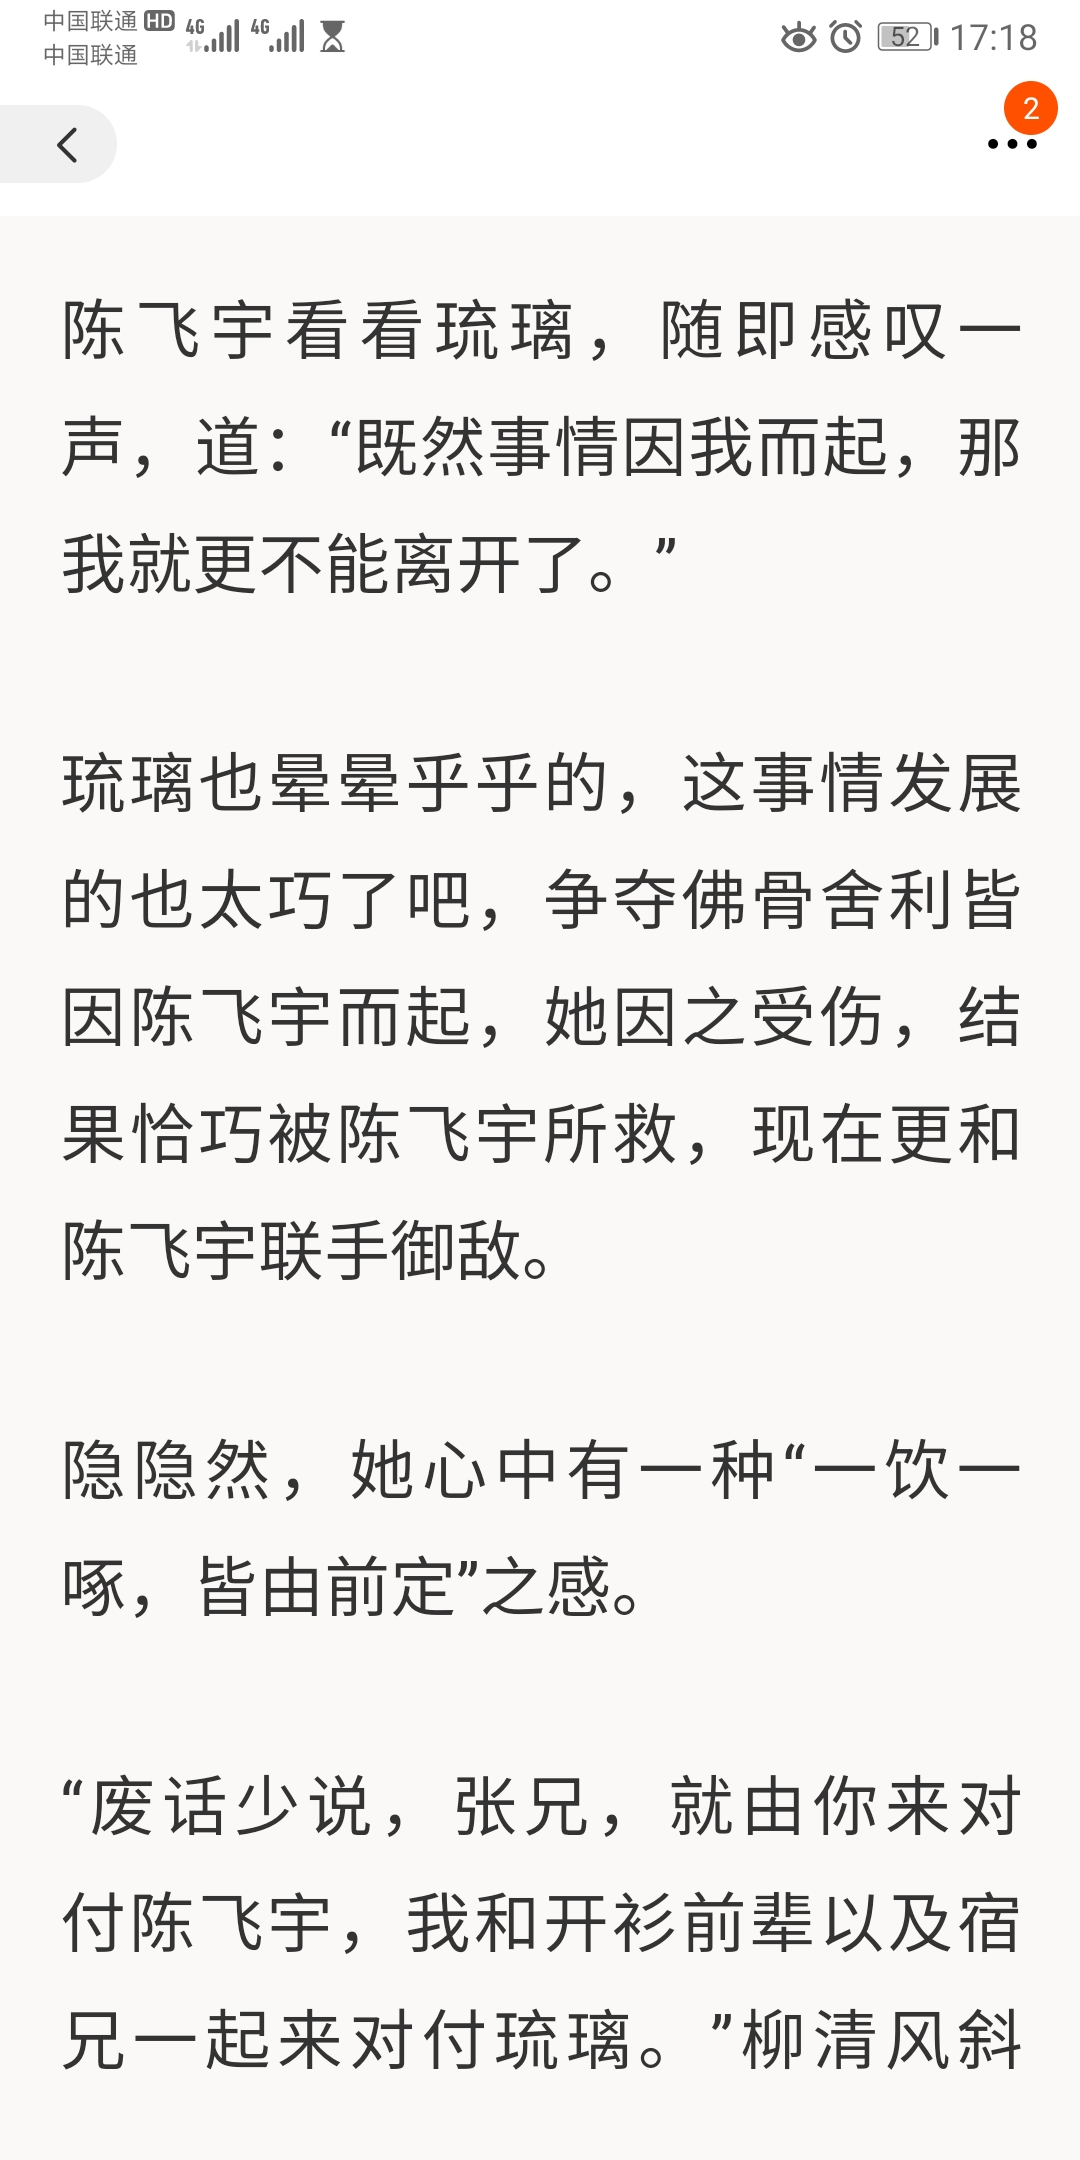 中国联通 HD 4G 4G 52 17:18
中国联通
2
陈飞宇看看琉璃，随即感叹一
声，道：“既然事情因我而起，那
我就更不能离开了。”
琉璃也晕晕乎乎的，这事情发展
的也太巧了吧，争夺佛骨舍利皆
因陈飞宇而起，她因之受伤，结
果恰巧被陈飞宇所救，现在更和
陈飞宇联手御敌。
隐隐然，她心中有一种“一饮一
啄，皆由前定”之感。
“废话少说，张兄，就由你来对
付陈飞宇，我和开衫前辈以及宿
兄一起来对付琉璃。”柳清风斜